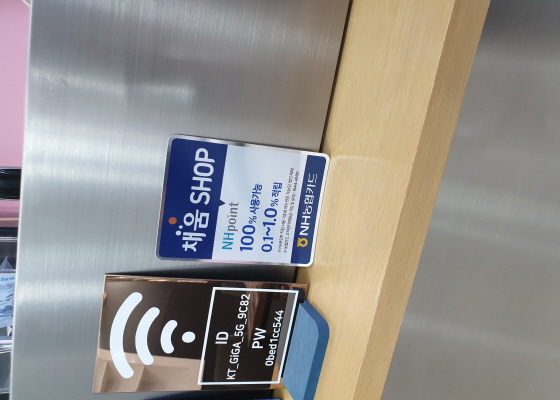 채움 SHOP
NHpoint
100% 사용가능
0.1~1.0% 적립
NH농협카드
ID
KT_GiGA_5G_9C82
PW
0bed1cc544